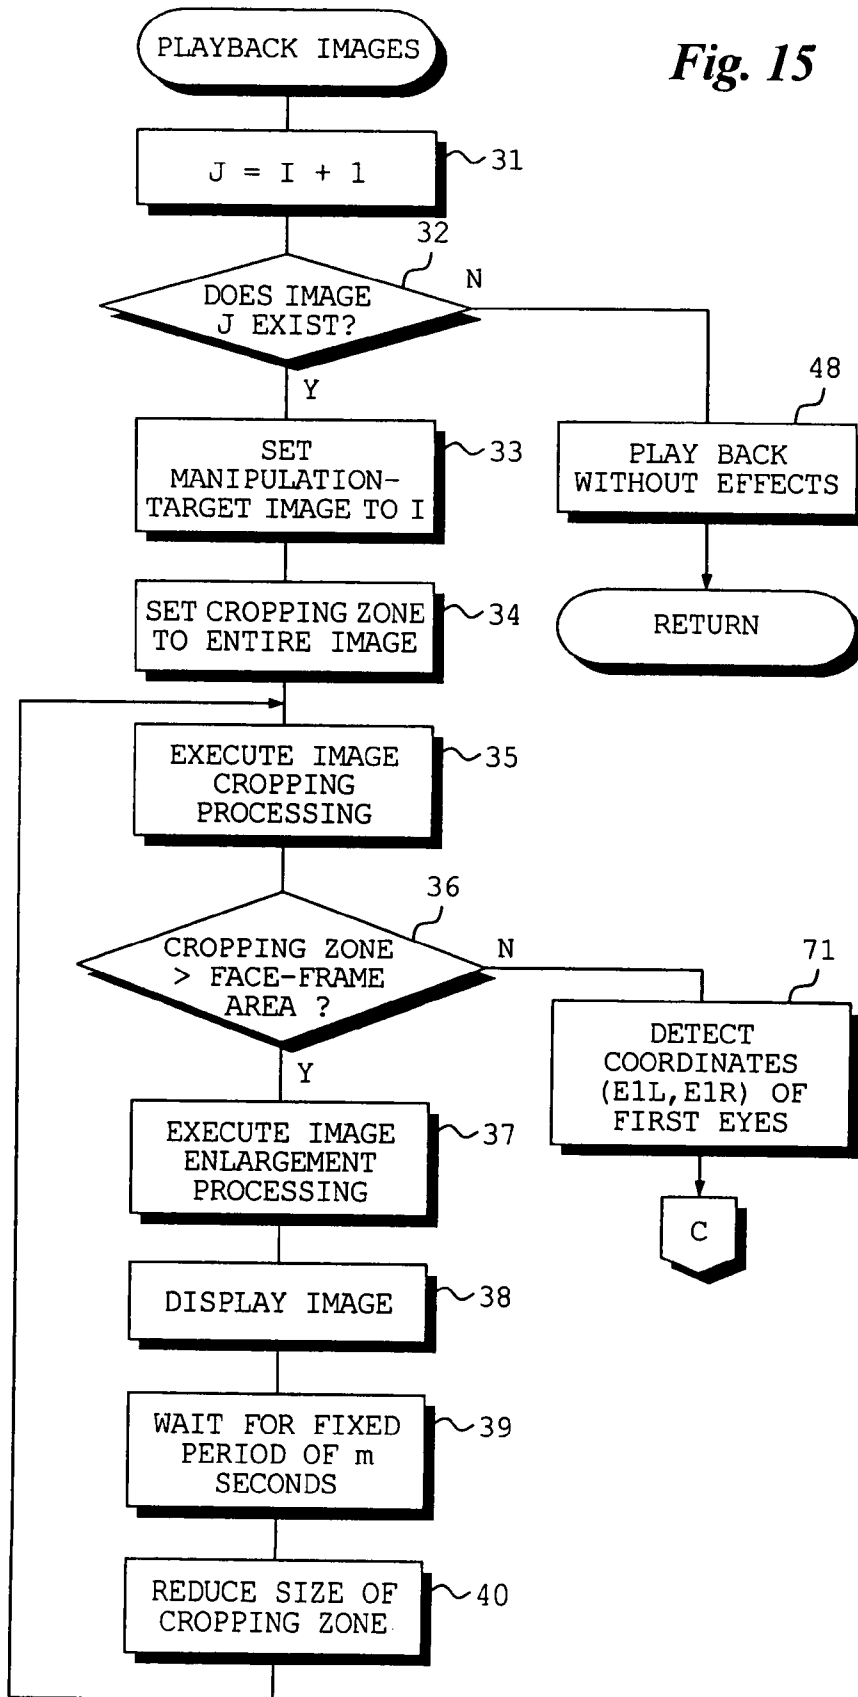 PLAYBACK IMAGES
Fig. 15
J = I + 1
31
32
DOES IMAGE
J EXIST?
N
Y
48
PLAY BACK
WITHOUT EFFECTS
RETURN
SET
MANIPULATION-
TARGET IMAGE TO I
33
SET CROPPING ZONE
TO ENTIRE IMAGE
34
EXECUTE IMAGE
CROPPING
PROCESSING
35
36
CROPPING ZONE
> FACE-FRAME
AREA ?
N
Y
71
DETECT
COORDINATES
(E1L,E1R) OF
FIRST EYES
C
EXECUTE IMAGE
ENLARGEMENT
PROCESSING
37
DISPLAY IMAGE
38
WAIT FOR FIXED
PERIOD OF m
SECONDS
39
REDUCE SIZE OF
CROPPING ZONE
40